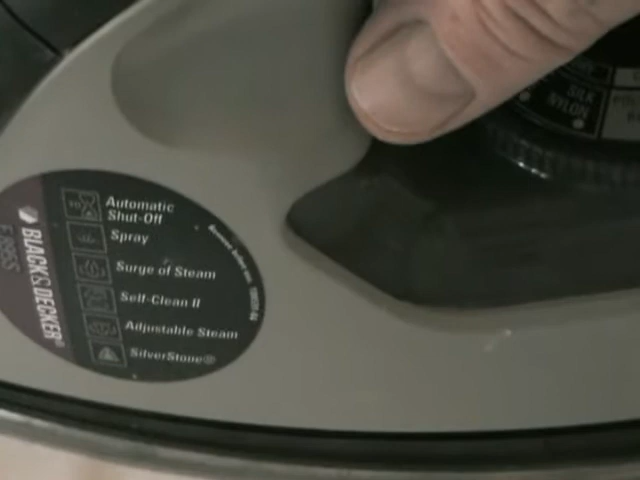 Automatic
Shut-Off
Spray
Surge of Steam
Self-Clean II
Adjustable Steam
SilverStone®
BLACK & DECKER®
SILK
NYLON